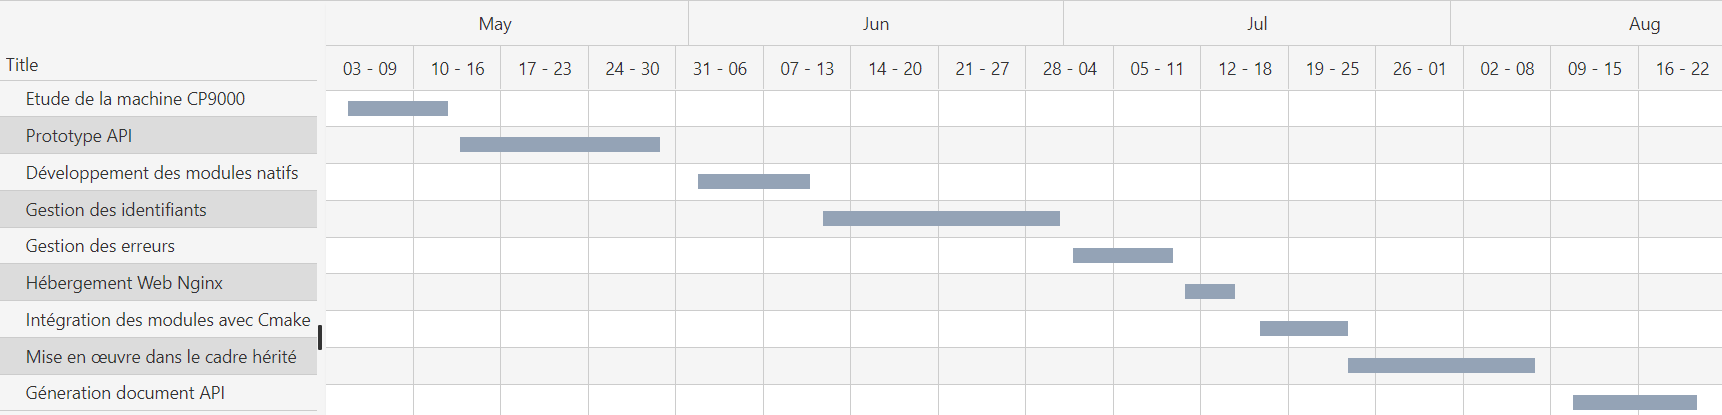 May Jun Jul Aug
Title 03 - 09 10 - 16 17 - 23 24 - 30 31 - 06 07 - 13 14 - 20 21 - 27 28 - 04 05 - 11 12 - 18 19 - 25 26 - 01 02 - 08 09 - 15 16 - 22
Etude de la machine CP9000
Prototype API
Développement des modules natifs
Gestion des identifiants
Gestion des erreurs
Hébergement Web Nginx
Intégration des modules avec Cmake
Mise en œuvre dans le cadre hérité
Géneration document API